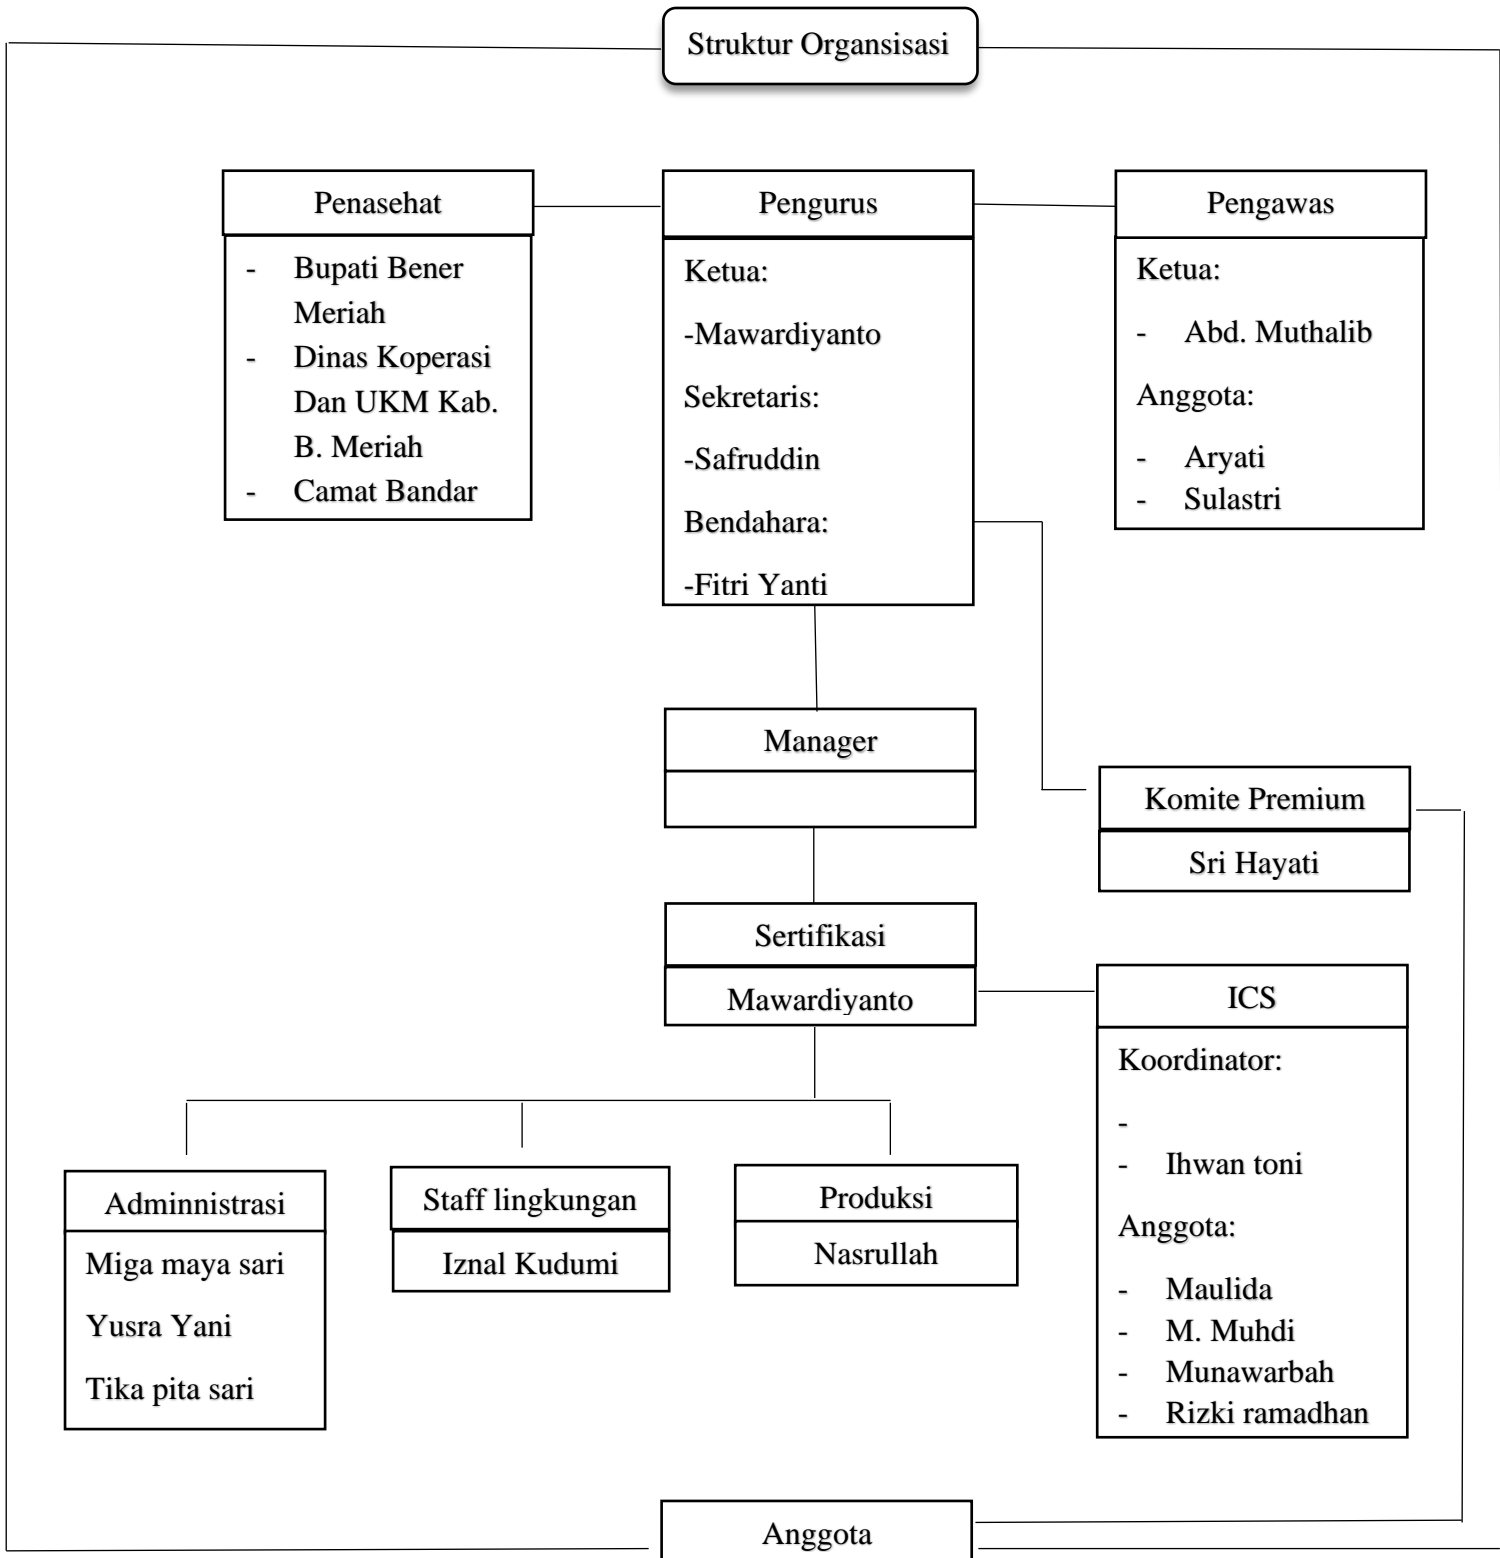 Struktur Organsisasi
Penasehat
- Bupati Bener
Meriah
- Dinas Koperasi
Dan UKM Kab.
B. Meriah
- Camat Bandar
Pengurus
Ketua:
-Mawardiyanto
Sekretaris:
-Safruddin
Bendahara:
-Fitri Yanti
Pengawas
Ketua:
- Abd. Muthalib
Anggota:
- Aryati
- Sulastri
Manager
Komite Premium
Sri Hayati
Sertifikasi
Mawardiyanto
ICS
Koordinator:
-
- Ihwan toni
Anggota:
- Maulida
- M. Muhdi
- Munawarbah
- Rizki ramadhan
Adminnistrasi
Miga maya sari
Yusra Yani
Tika pita sari
Staff lingkungan
Iznal Kudumi
Produksi
Nasrullah
Anggota